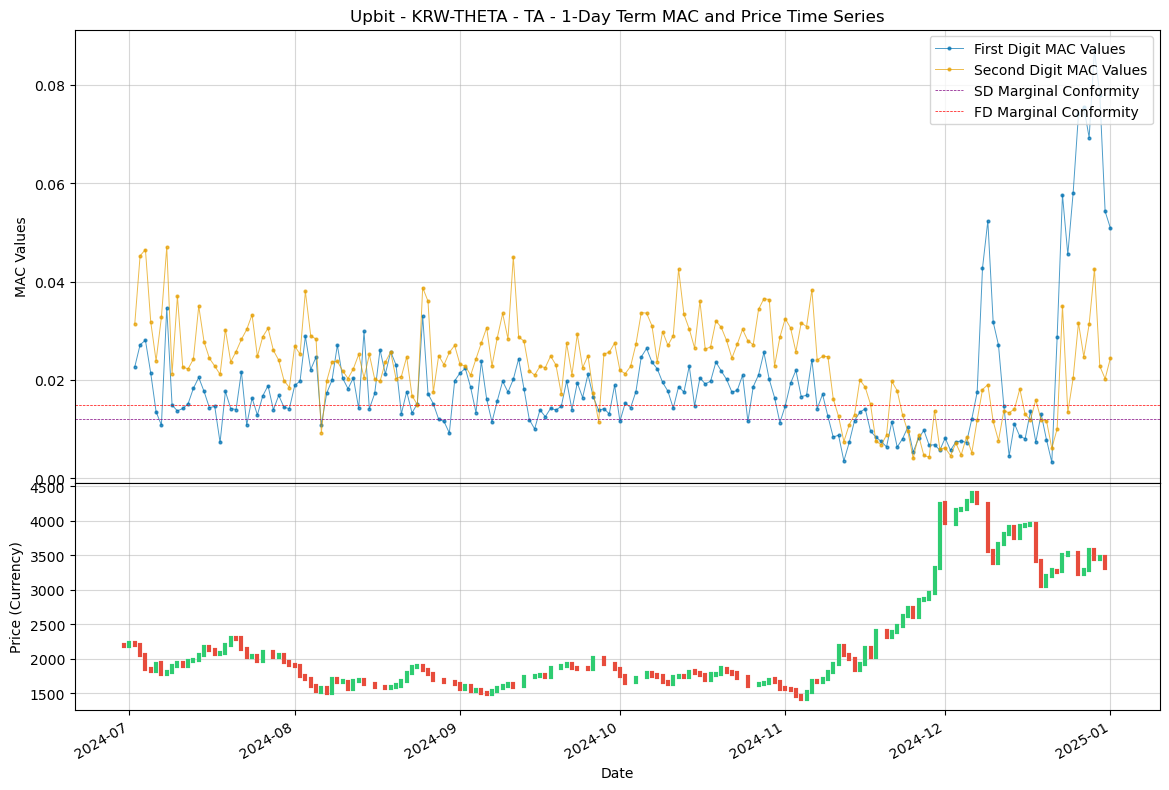 Upbit - KRW-THETA - TA - 1-Day Term MAC and Price Time Series
First Digit MAC Values
Second Digit MAC Values
SD Marginal Conformity
FD Marginal Conformity
MAC Values
0.08
0.06
0.04
0.02
0.00
Price (Currency)
4500
4000
3500
3000
2500
2000
1500
2024-07
2024-08
2024-09
2024-10
2024-11
2024-12
2025-01
Date